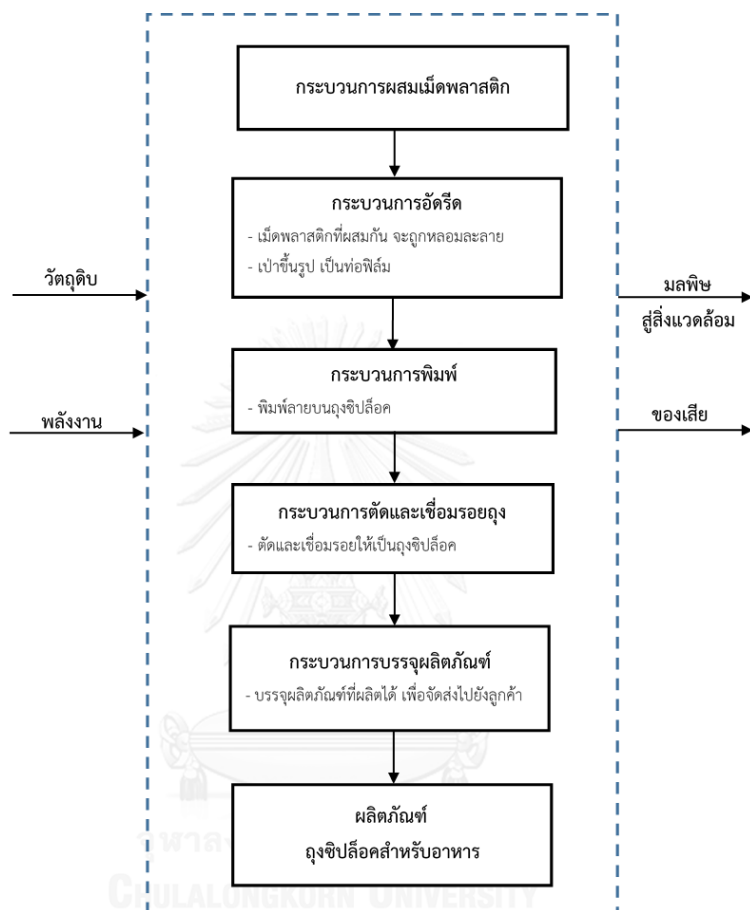 กระบวนการผสมเม็ดพลาสติก
กระบวนการอัดรีด
- เม็ดพลาสติกที่ผสมกัน จะถูกหลอมละลาย
- เป่าขึ้นรูป เป็นท่อฟิล์ม
วัตถุดิบ
มลพิษ
สู่สิ่งแวดล้อม
กระบวนการพิมพ์
- พิมพ์ลายบนถุงซิปล็อค
พลังงาน
ของเสีย
กระบวนการตัดและเชื่อมรอยถุง
- ตัดและเชื่อมรอยให้เป็นถุงซิปล็อค
กระบวนการบรรจุผลิตภัณฑ์
- บรรจุผลิตภัณฑ์ที่ผลิตได้ เพื่อจัดส่งไปยังลูกค้า
ผลิตภัณฑ์
ถุงซิปล็อคสำหรับอาหาร
CHULALONGKORN UNIVERSITY